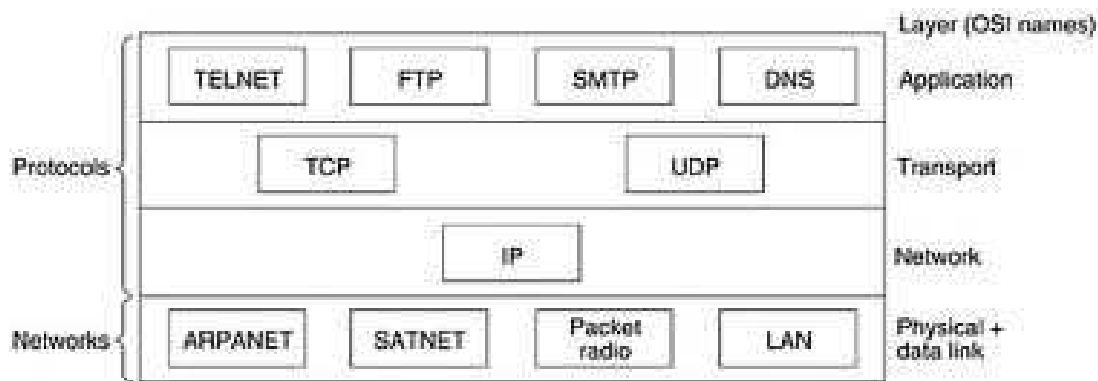 Layer (OSI names)
TELNET
FTP
SMTP
DNS
Application
Protocols
TCP
UDP
Transport
IP
Network
Networks
ARPANET
SATNET
Packet
radio
LAN
Physical +
data link